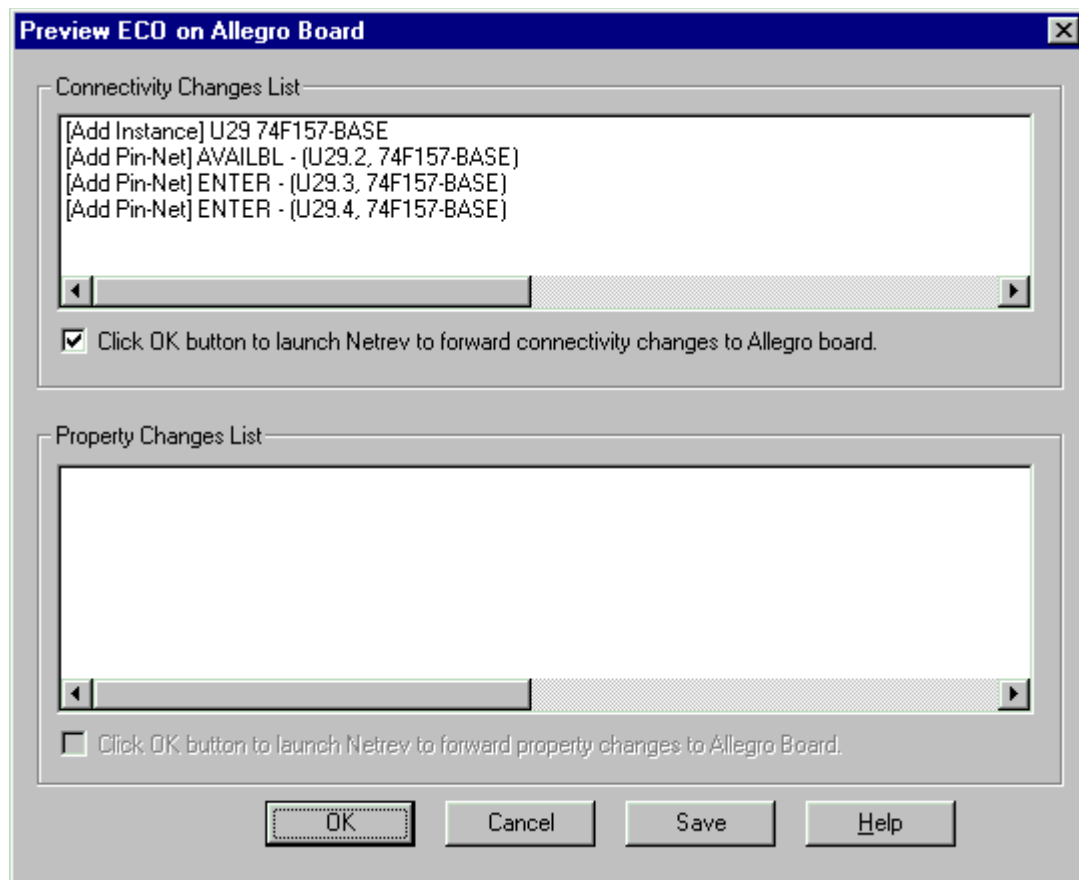 Preview ECO on Allegro Board
Connectivity Changes List
[Add Instance] U29 74F157-BASE
[Add Pin-Net] AVAILBL - (U29.2, 74F157-BASE)
[Add Pin-Net] ENTER - (U29.3, 74F157-BASE)
[Add Pin-Net] ENTER - (U29.4, 74F157-BASE)
Click OK button to launch Netrev to forward connectivity changes to Allegro board.
Property Changes List
Click OK button to launch Netrev to forward property changes to Allegro Board.
OK Cancel Save Help